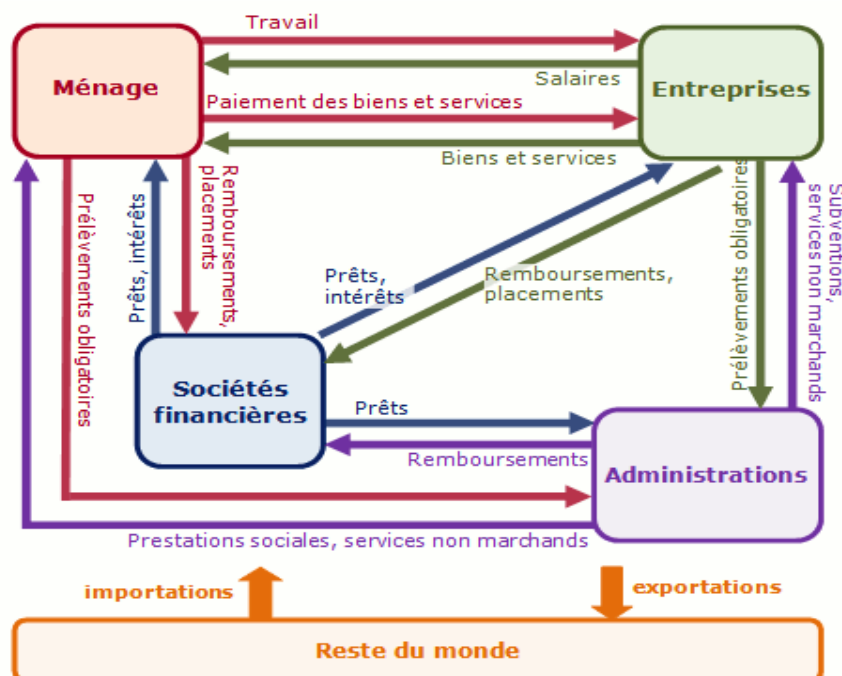 Travail
Ménage
Entreprises
Salaires
Paiement des biens et services
Biens et services
Prélèvements obligatoires
Prêts, intérêts
Remboursements,
placements
Prêts,
intérêts
Remboursements,
placements
Prélèvements obligatoires
Subventions,
services non marchands
Sociétés
financières
Prêts
Remboursements
Administrations
Prestations sociales, services non marchands
importations
exportations
Reste du monde